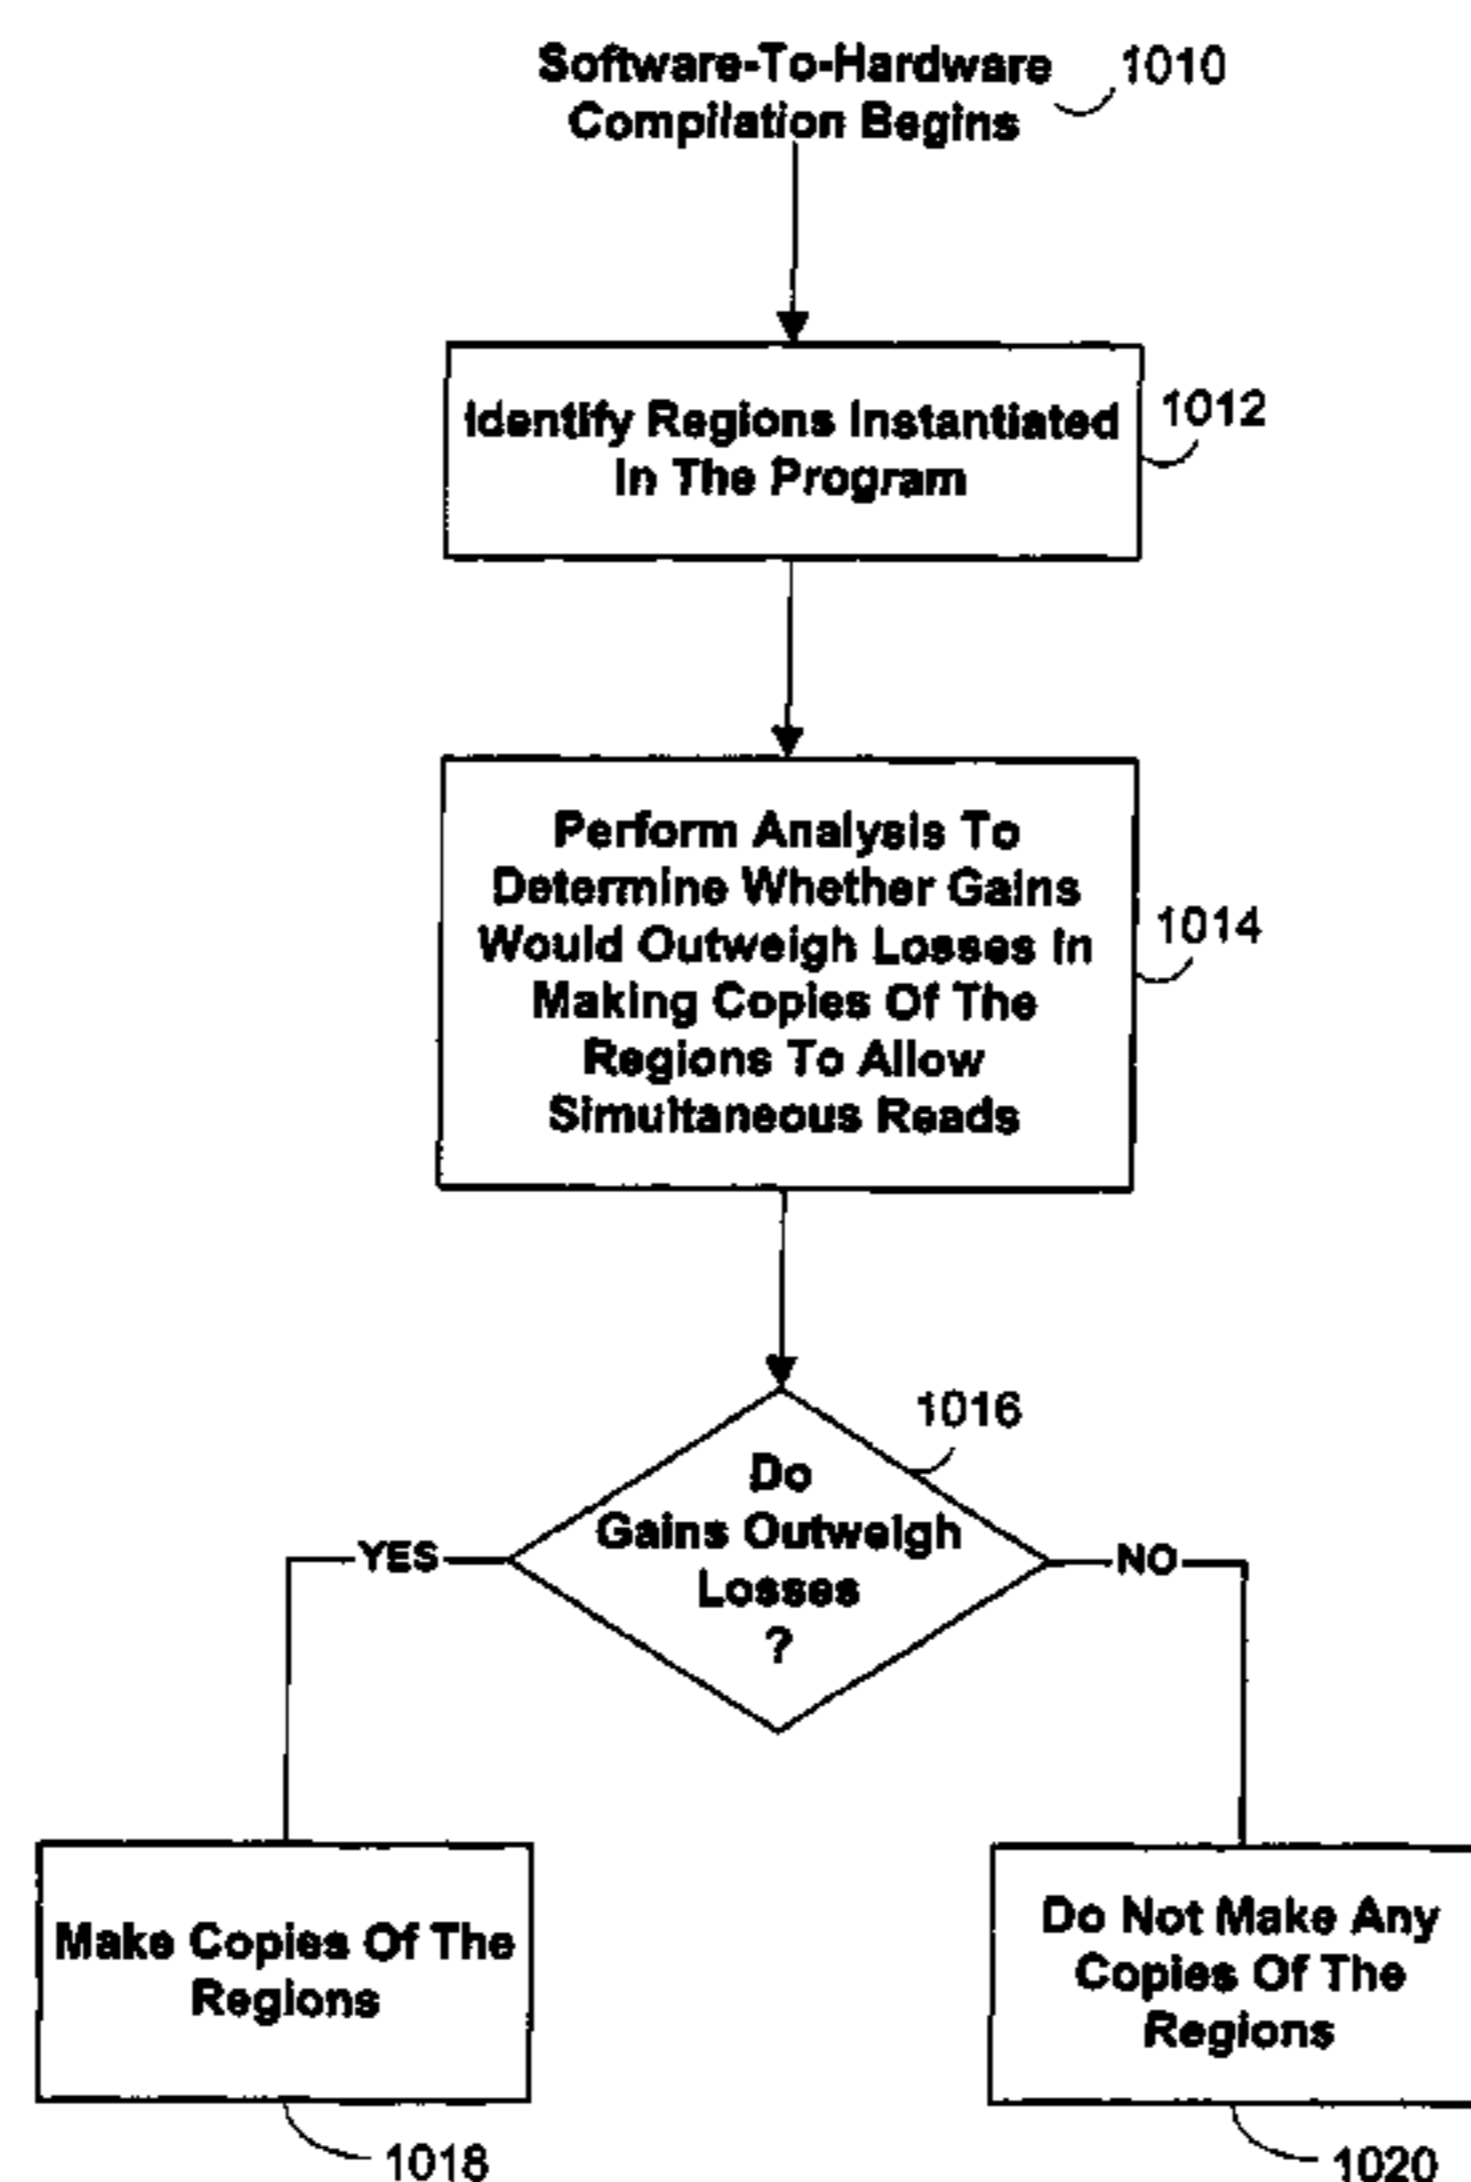 Software-To-Hardware
Compilation Begins
1010
Identify Regions Instantiated
In The Program
1012
Perform Analysis To
Determine Whether Gains
Would Outweigh Losses In
Making Copies Of The
Regions To Allow
Simultaneous Reads
1014
Do
Gains Outweigh
Losses
?
1016
YES
NO
Make Copies Of The
Regions
1018
Do Not Make Any
Copies Of The
Regions
1020